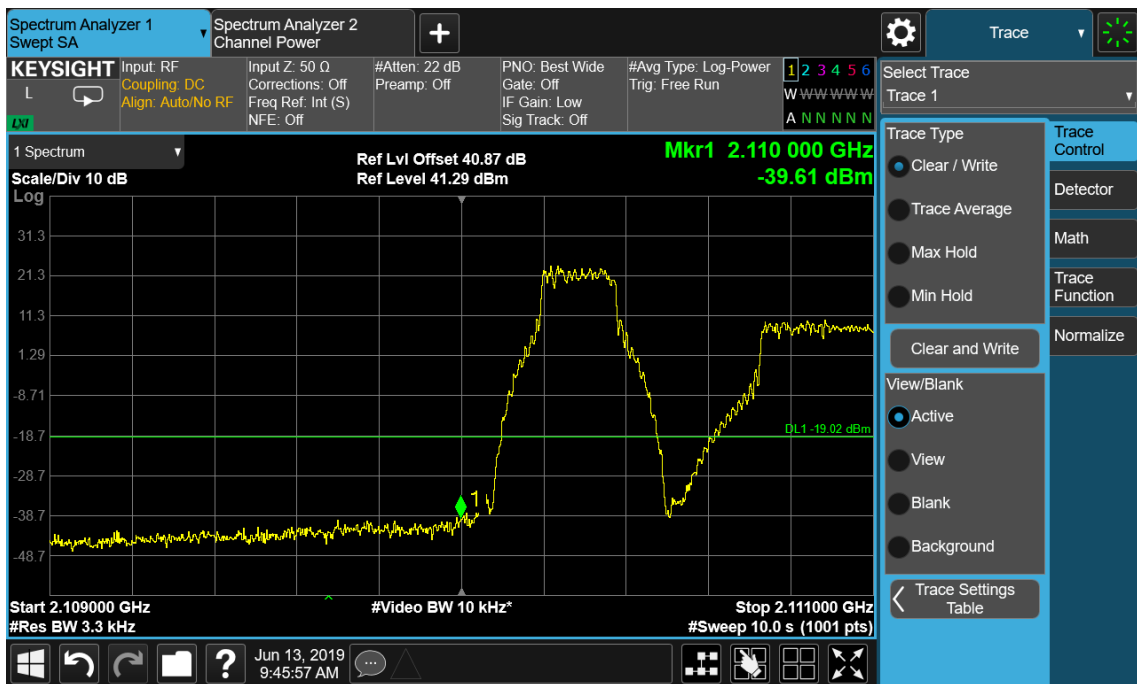 Spectrum Analyzer 1
Swept SA
Spectrum Analyzer 2
Channel Power
Trace
KEYSIGHT
L
LXI
Input: RF
Coupling: DC
Align: Auto/No RF
Input Z: 50 Ω
Corrections: Off
Freq Ref: Int (S)
NFE: Off
#Atten: 22 dB
Preamp: Off
PNO: Best Wide
Gate: Off
IF Gain: Low
Sig Track: Off
#Avg Type: Log-Power
Trig: Free Run
1 2 3 4 5 6
W W W W W W
A N N N N N
Select Trace
Trace 1
1 Spectrum
Scale/Div 10 dB
Log
Ref Lvl Offset 40.87 dB
Ref Level 41.29 dBm
Mkr1 2.110 000 GHz
-39.61 dBm
31.3
21.3
11.3
1.29
-8.71
-18.7
-28.7
-38.7
-48.7
DL1 -19.02 dBm
1
Start 2.109000 GHz
#Res BW 3.3 kHz
#Video BW 10 kHz*
Stop 2.111000 GHz
#Sweep 10.0 s (1001 pts)
Trace Type
Clear / Write
Trace Average
Max Hold
Min Hold
Clear and Write
View/Blank
Active
View
Blank
Background
Trace Settings
Table
Trace
Control
Detector
Math
Trace
Function
Normalize
?
Jun 13, 2019
9:45:57 AM